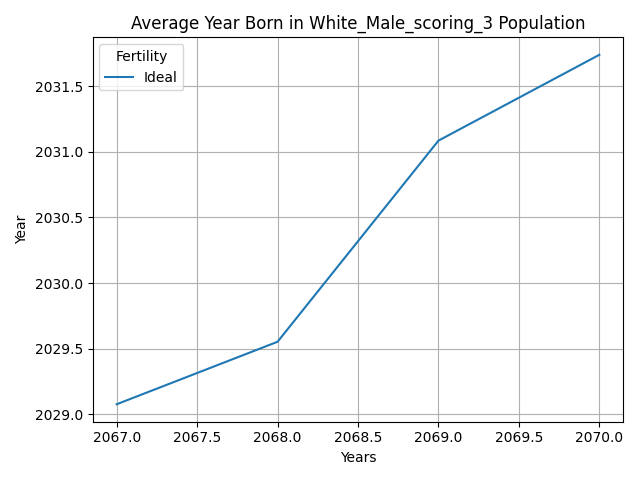 Average Year Born in White_Male_scoring_3 Population
Fertility
Ideal
Year
2031.5
2031.0
2030.5
2030.0
2029.5
2029.0
2067.0 2067.5 2068.0 2068.5 2069.0 2069.5 2070.0
Years